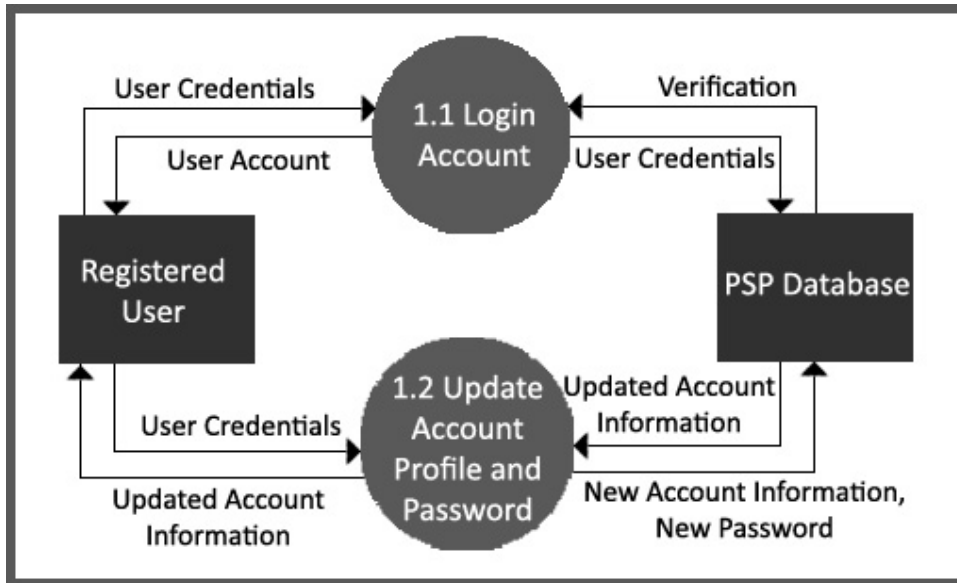 User Credentials
1.1 Login
Account
Verification
User Account
User Credentials
Registered
User
PSP Database
1.2 Update
Account
Profile and
Password
User Credentials
Updated Account
Information
Updated Account
Information
New Account Information,
New Password